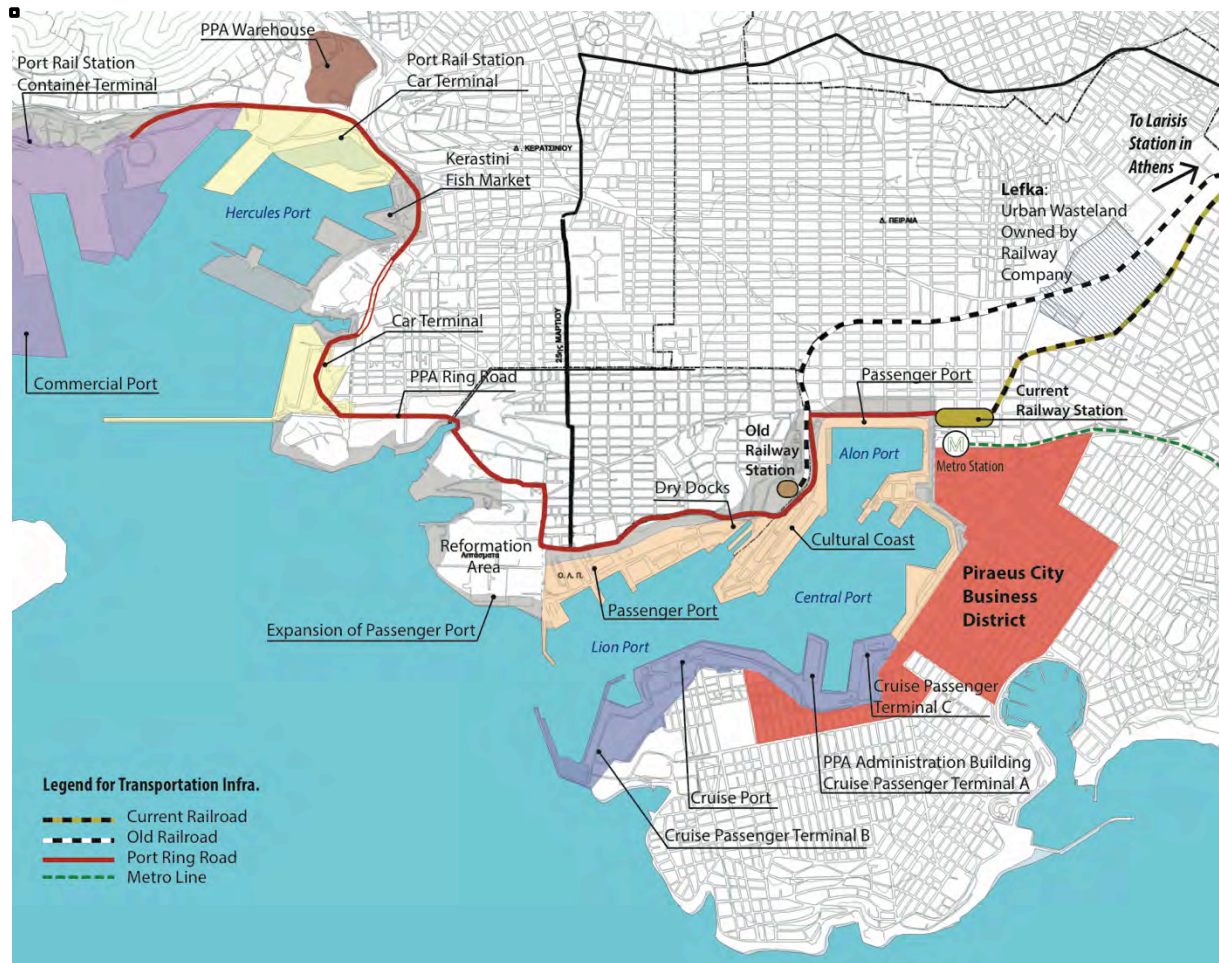 PPA Warehouse
Port Rail Station
Container Terminal
Port Rail Station
Car Terminal
Δ. ΚΕΡΑΤΣΙΝΙΟΥ
To Larisis
Station in
Athens
Kerastini
Fish Market
Hercules Port
Lefka:
Urban Wasteland
Owned by
Railway
Company
Δ. ΠΕΙΡΑΙΑ
25ης ΜΑΡΤΙΟΥ
Car Terminal
Commercial Port
PPA Ring Road
Passenger Port
Current
Railway Station
Old
Railway
Station
Alon Port
M
Metro Station
Dry Docks
Cultural Coast
Reformation
Area
Λιπάσματα
Ο. Λ. Π.
Passenger Port
Central Port
Piraeus City
Business
District
Expansion of Passenger Port
Lion Port
Cruise Passenger
Terminal C
PPA Administration Building
Cruise Passenger Terminal A
Cruise Port
Cruise Passenger Terminal B
Legend for Transportation Infra.
Current Railroad
Old Railroad
Port Ring Road
Metro Line